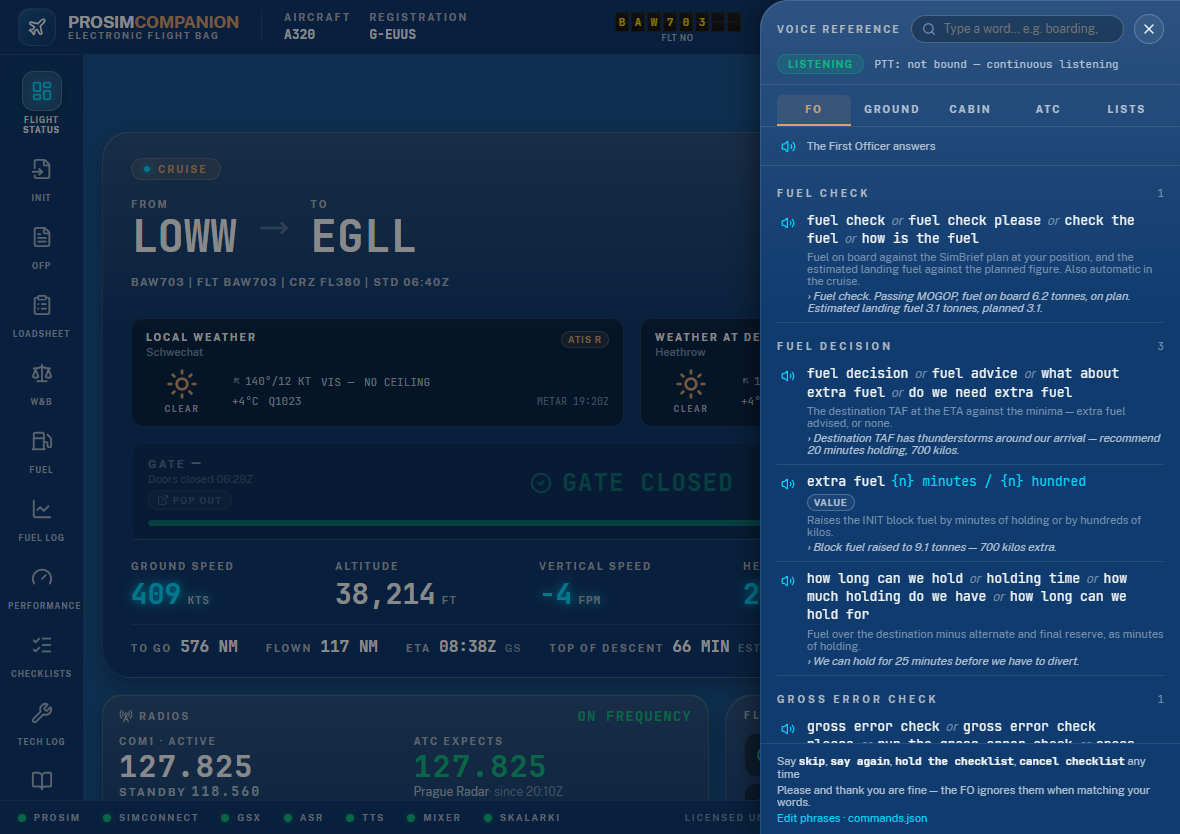 PROSIMCOMPANION
ELECTRONIC FLIGHT BAG
AIRCRAFT
A320
REGISTRATION
G-EUUS
BAW703
FLT NO
FLIGHT STATUS
INIT
OFP
LOADSHEET
W&B
FUEL
FUEL LOG
PERFORMANCE
CHECKLISTS
TECH LOG
CRUISE
FROM
LOWW
TO
EGLL
BAW703 | FLT BAW703 | CRZ FL380 | STD 06:40Z
LOCAL WEATHER
Schwechat
ATIS R
CLEAR
140°/12 KT VIS — NO CEILING
+4°C Q1023
METAR 19:20Z
WEATHER AT DE
Heathrow
CLEAR
1
+4°
GATE —
Doors closed 06:29Z
POP OUT
GATE CLOSED
GROUND SPEED
409 KTS
ALTITUDE
38,214 FT
VERTICAL SPEED
-4 FPM
HE
2
TO GO 576 NM FLOWN 117 NM ETA 08:38Z GS TOP OF DESCENT 66 MIN EST
RADIOS
ON FREQUENCY
COM1 · ACTIVE
127.825
STANDBY 118.560
ATC EXPECTS
127.825
Prague Radar · since 20:10Z
FL
PROSIM SIMCONNECT GSX ASR TTS MIXER SKALARKI
LICENSED UN
VOICE REFERENCE
Type a word… e.g. boarding,
LISTENING
PTT: not bound — continuous listening
FO GROUND CABIN ATC LISTS
The First Officer answers
FUEL CHECK 1
fuel check or fuel check please or check the
fuel or how is the fuel
Fuel on board against the SimBrief plan at your position, and the
estimated landing fuel against the planned figure. Also automatic in
the cruise.
› Fuel check. Passing MOGOP, fuel on board 6.2 tonnes, on plan.
Estimated landing fuel 3.1 tonnes, planned 3.1.
FUEL DECISION 3
fuel decision or fuel advice or what about
extra fuel or do we need extra fuel
The destination TAF at the ETA against the minima — extra fuel
advised, or none.
› Destination TAF has thunderstorms around our arrival — recommend
20 minutes holding, 700 kilos.
extra fuel {n} minutes / {n} hundred
VALUE
Raises the INIT block fuel by minutes of holding or by hundreds of
kilos.
› Block fuel raised to 9.1 tonnes — 700 kilos extra.
how long can we hold or holding time or how
much holding do we have or how long can we
hold for
Fuel over the destination minus alternate and final reserve, as minutes
of holding.
› We can hold for 25 minutes before we have to divert.
GROSS ERROR CHECK 1
gross error check or gross error check
please or run the gross error check or gross
Say skip, say again, hold the checklist, cancel checklist any
time
Please and thank you are fine — the FO ignores them when matching your
words.
Edit phrases · commands.json